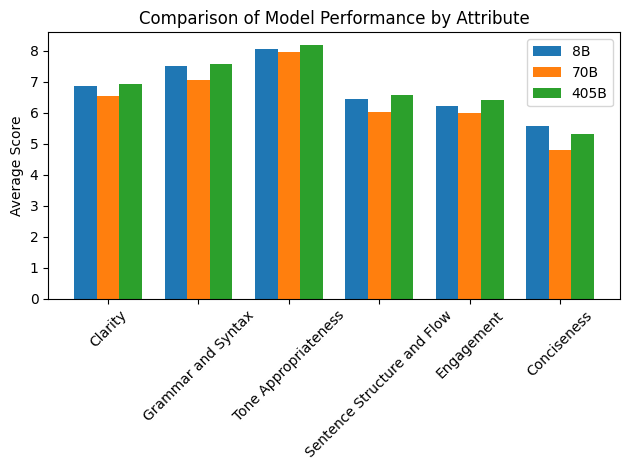 Comparison of Model Performance by Attribute
8B
70B
405B
Average Score
8
7
6
5
4
3
2
1
0
Clarity
Grammar and Syntax
Tone Appropriateness
Sentence Structure and Flow
Engagement
Conciseness